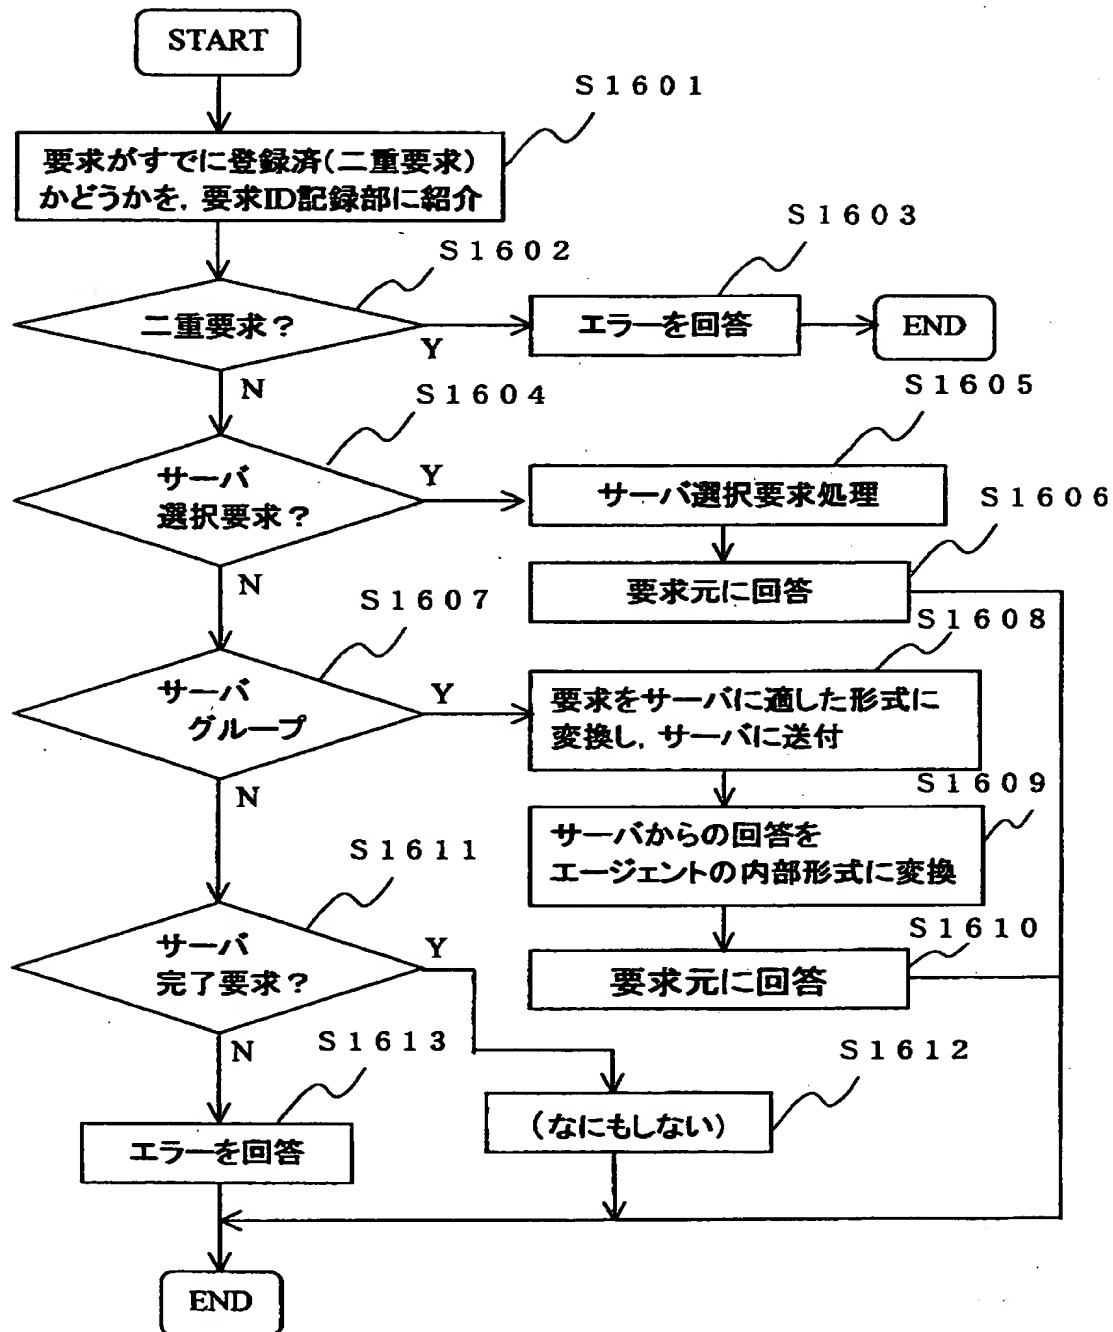 START
S1601
要求がすでに登録済(二重要求)
かどうかを,要求ID記録部に紹介
S1602
S1603
二重要求?
Y
エラーを回答
END
N
S1604
S1605
サーバ
選択要求?
Y
サーバ選択要求処理
S1606
N
要求元に回答
S1607
S1608
サーバ
グループ
Y
要求をサーバに適した形式に
変換し,サーバに送付
N
S1609
サーバからの回答を
エージェントの内部形式に変換
S1611
S1610
サーバ
完了要求?
Y
要求元に回答
N
S1613
S1612
(なにもしない)
エラーを回答
END